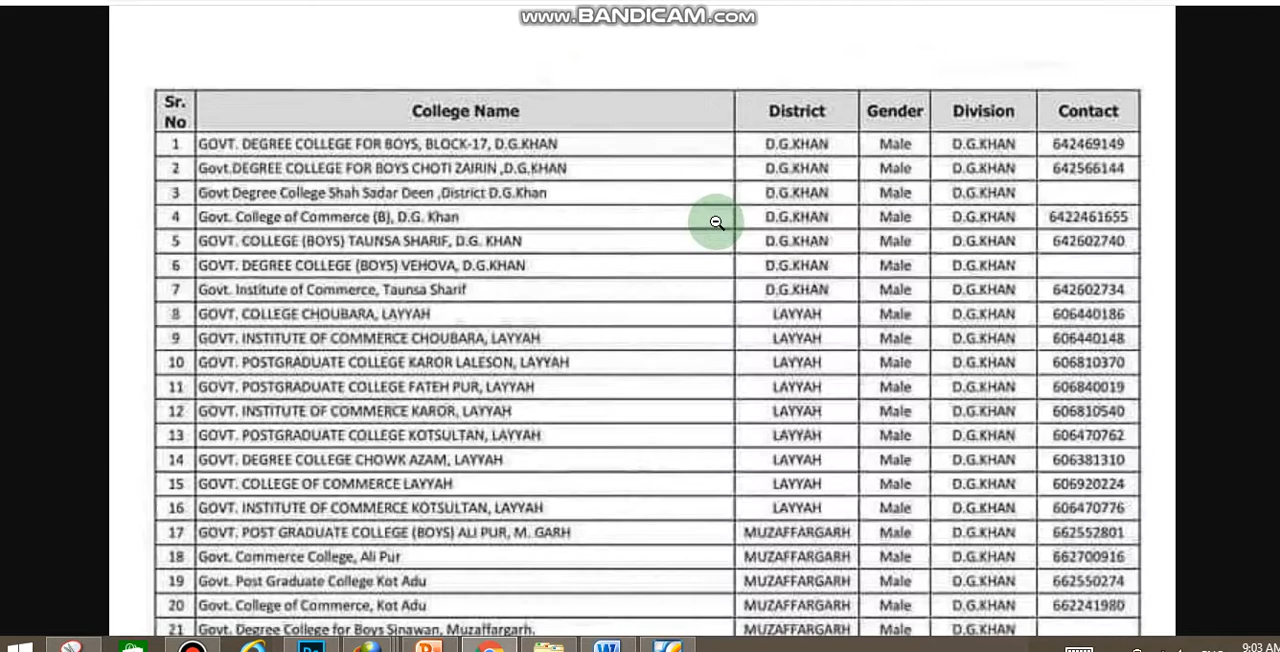 www.BANDICAM.com
Sr. No College Name District Gender Division Contact
1 GOVT. DEGREE COLLEGE FOR BOYS, BLOCK-17, D.G.KHAN D.G.KHAN Male D.G.KHAN 642469149
2 Govt.DEGREE COLLEGE FOR BOYS CHOTI ZAIRIN ,D.G.KHAN D.G.KHAN Male D.G.KHAN 642566144
3 Govt Degree College Shah Sadar Deen ,District D.G.Khan D.G.KHAN Male D.G.KHAN
4 Govt. College of Commerce (B), D.G. Khan D.G.KHAN Male D.G.KHAN 6422461655
5 GOVT. COLLEGE (BOYS) TAUNSA SHARIF, D.G. KHAN D.G.KHAN Male D.G.KHAN 642602740
6 GOVT. DEGREE COLLEGE (BOYS) VEHOVA, D.G.KHAN D.G.KHAN Male D.G.KHAN
7 Govt. Institute of Commerce, Taunsa Sharif D.G.KHAN Male D.G.KHAN 642602734
8 GOVT. COLLEGE CHOUBARA, LAYYAH LAYYAH Male D.G.KHAN 606440186
9 GOVT. INSTITUTE OF COMMERCE CHOUBARA, LAYYAH LAYYAH Male D.G.KHAN 606440148
10 GOVT. POSTGRADUATE COLLEGE KAROR LALESON, LAYYAH LAYYAH Male D.G.KHAN 606810370
11 GOVT. POSTGRADUATE COLLEGE FATEH PUR, LAYYAH LAYYAH Male D.G.KHAN 606840019
12 GOVT. INSTITUTE OF COMMERCE KAROR, LAYYAH LAYYAH Male D.G.KHAN 606810540
13 GOVT. POSTGRADUATE COLLEGE KOTSULTAN, LAYYAH LAYYAH Male D.G.KHAN 606470762
14 GOVT. DEGREE COLLEGE CHOWK AZAM, LAYYAH LAYYAH Male D.G.KHAN 606381310
15 GOVT. COLLEGE OF COMMERCE LAYYAH LAYYAH Male D.G.KHAN 606920224
16 GOVT. INSTITUTE OF COMMERCE KOTSULTAN, LAYYAH LAYYAH Male D.G.KHAN 606470776
17 GOVT. POST GRADUATE COLLEGE (BOYS) ALI PUR, M. GARH MUZAFFARGARH Male D.G.KHAN 662552801
18 Govt. Commerce College, Ali Pur MUZAFFARGARH Male D.G.KHAN 662700916
19 Govt. Post Graduate College Kot Adu MUZAFFARGARH Male D.G.KHAN 662550274
20 Govt. College of Commerce, Kot Adu MUZAFFARGARH Male D.G.KHAN 662241980
21 Govt. Degree College for Boys Sinawan, Muzaffargarh. MUZAFFARGARH Male D.G.KHAN
9:03 AM